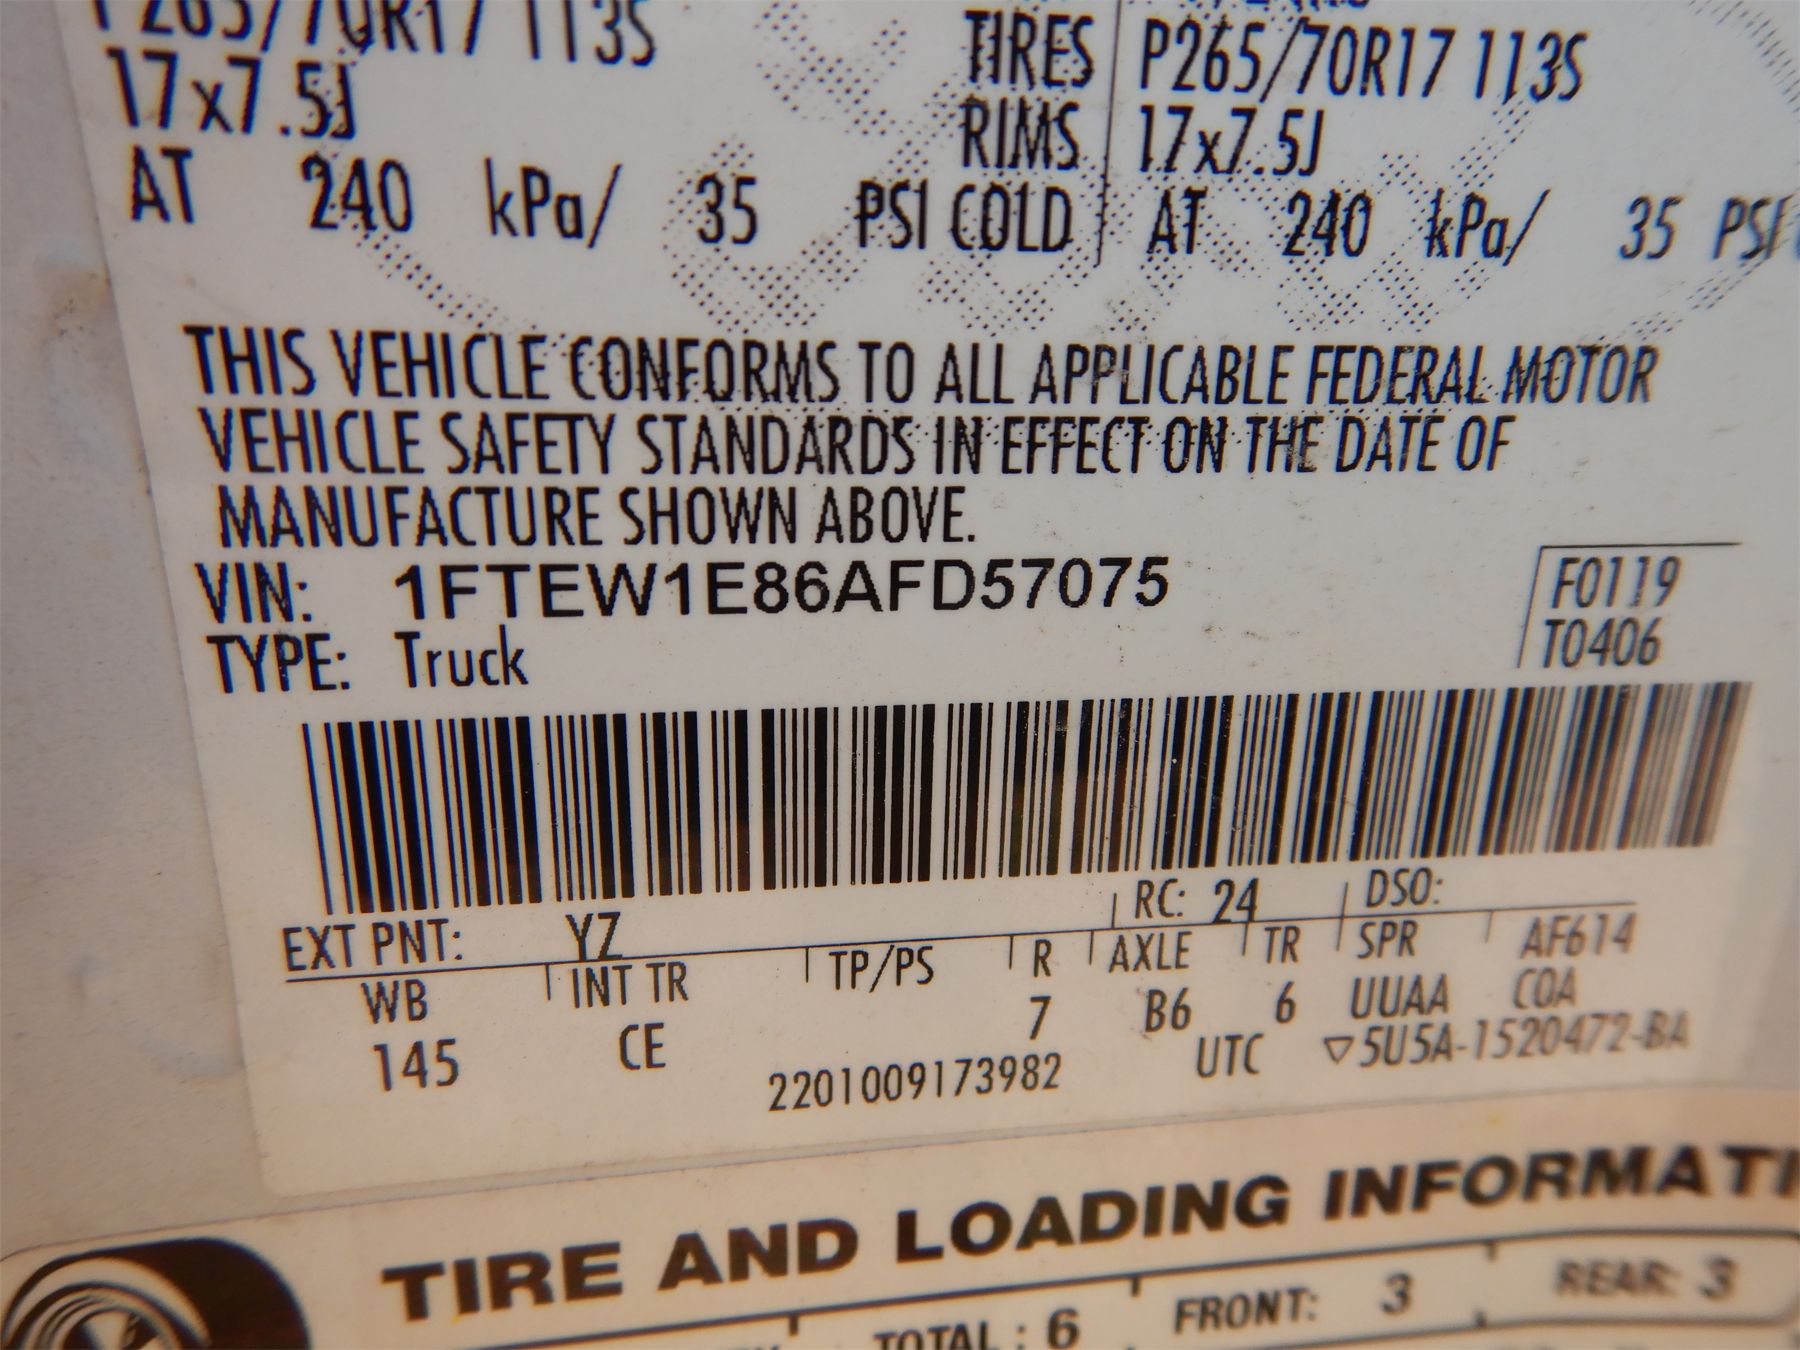 P265/70R17 113S TIRES P265/70R17 113S
17x7.5J RIMS 17x7.5J
AT 240 kPa/ 35 PSI COLD AT 240 kPa/ 35 PSI
THIS VEHICLE CONFORMS TO ALL APPLICABLE FEDERAL MOTOR
VEHICLE SAFETY STANDARDS IN EFFECT ON THE DATE OF
MANUFACTURE SHOWN ABOVE.
VIN: 1FTEW1E86AFD57075 F0119
TYPE: Truck T0406
EXT PNT: YZ RC: 24 DSO:
WB INT TR TP/PS R AXLE TR SPR AF614
145 CE 7 B6 6 UUAA COA
2201009173982 UTC ▽5U5A-1520472-BA
TIRE AND LOADING INFORMATI
TOTAL : 6 FRONT: 3 REAR: 3